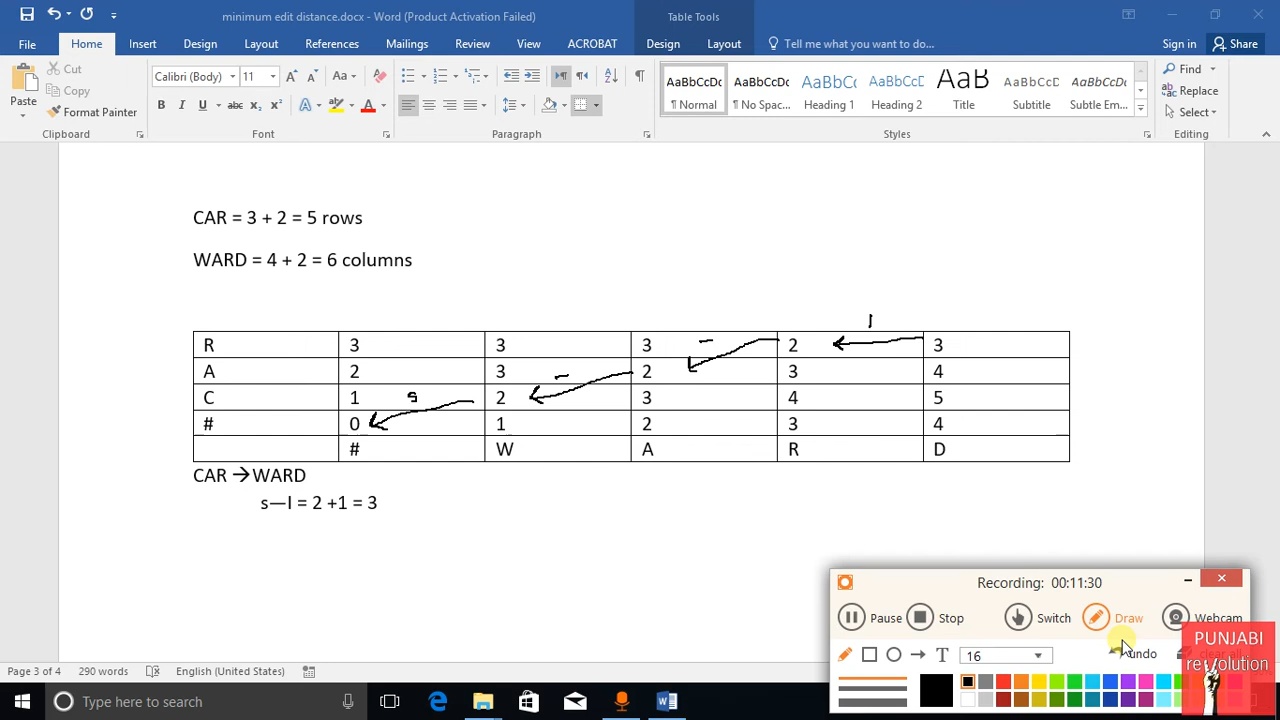 minimum edit distance.docx - Word (Product Activation Failed)
Table Tools
File Home Insert Design Layout References Mailings Review View ACROBAT Design Layout Tell me what you want to do... Sign in Share
Paste
Cut
Copy
Format Painter
Calibri (Body) 11
AaBbCcDc AaBbCcDc AaBbC AaBbCcD AaB AaBbCcD AaBbCcDc
¶ Normal ¶ No Spac... Heading 1 Heading 2 Title Subtitle Subtle Em...
Find
Replace
Select
Clipboard Font Paragraph Styles Editing
CAR = 3 + 2 = 5 rows
WARD = 4 + 2 = 6 columns
I
R 3 3 3 – 2 3
A 2 3 – 2 3 4
C 1 s 2 3 4 5
# 0 1 2 3 4
# W A R D
CAR →WARD
s—I = 2 +1 = 3
Recording: 00:11:30
Pause Stop Switch Draw Webcam
T 16 Undo clear all
PUNJABI
revolution
Page 3 of 4 290 words English (United States)
Type here to search